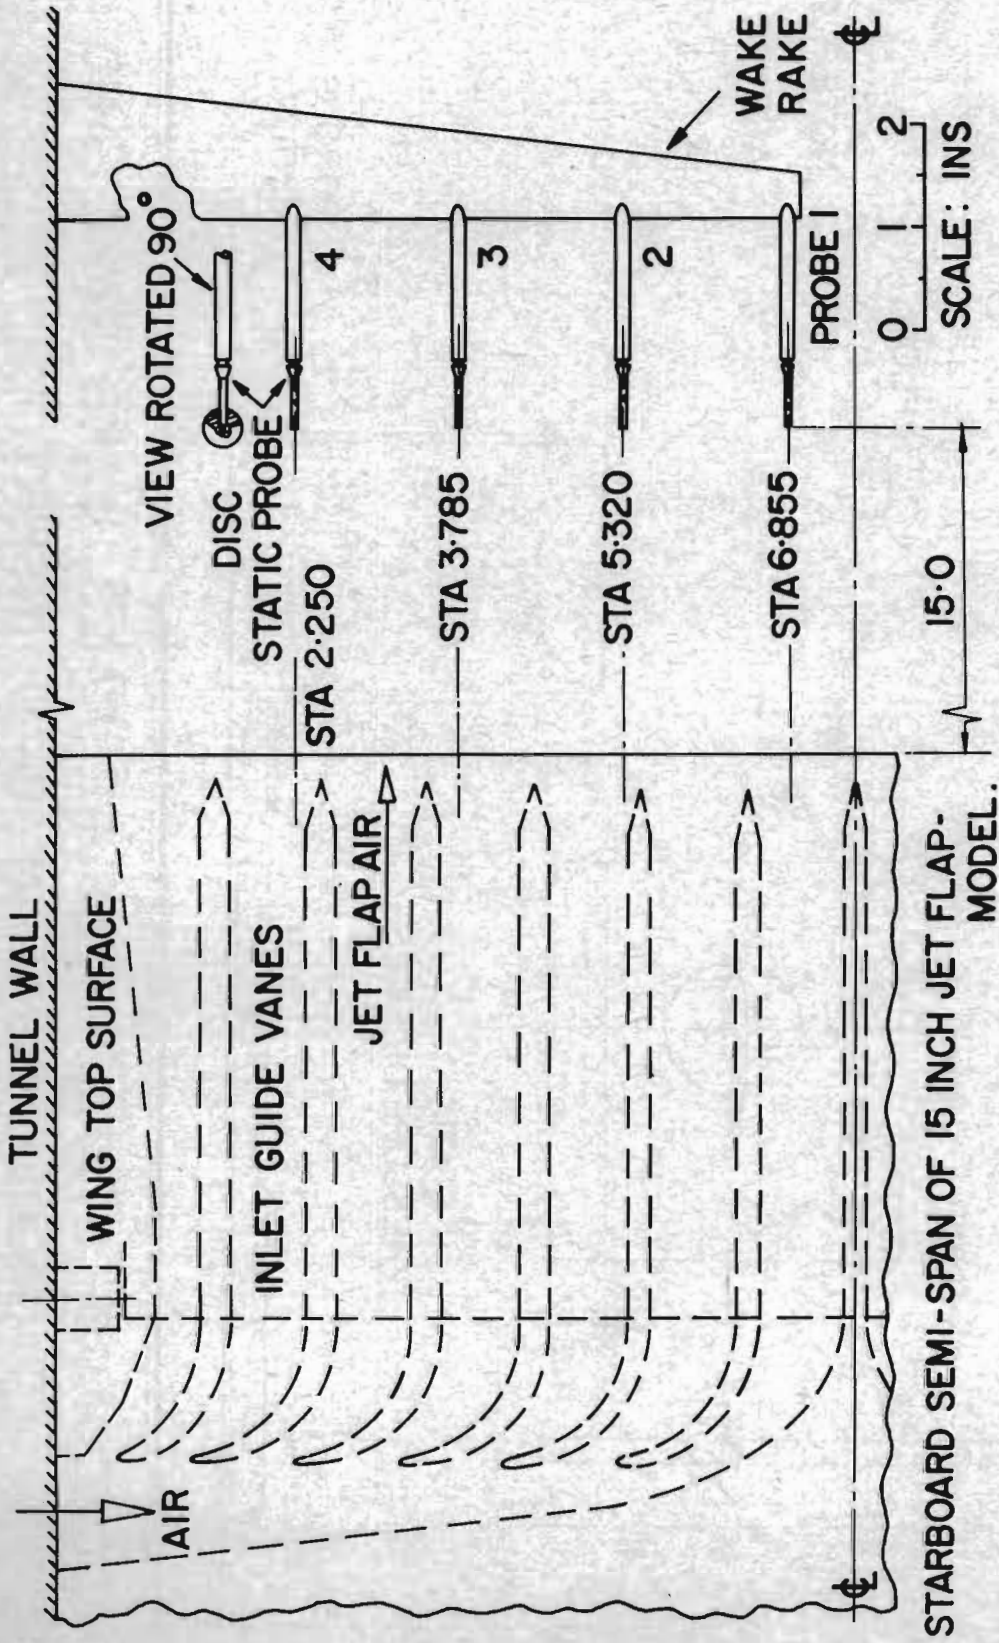 TUNNEL WALL
WING TOP SURFACE
AIR
INLET GUIDE VANES
JET FLAP AIR
VIEW ROTATED 90°
DISC
STATIC PROBE
STA 2·250
STA 3·785
STA 5·320
STA 6·855
4
3
2
PROBE 1
WAKE
RAKE
15·0
0 1 2
SCALE: INS
STARBOARD SEMI-SPAN OF 15 INCH JET FLAP-
MODEL.
℄
℄